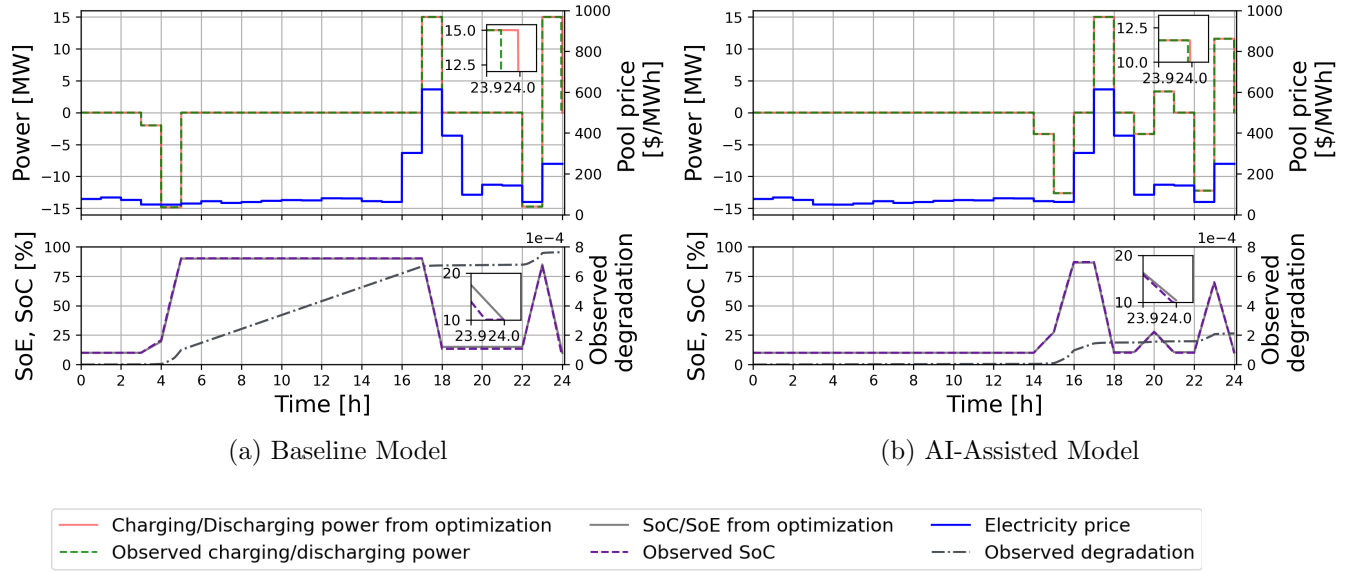 15
10
5
0
−5
−10
−15
Power [MW]
15.0
12.5
23.9
24.0
1000
800
600
400
200
0
Pool price
[$/MWh]
100
75
50
25
0
SoE, SoC [%]
20
10
23.9
24.0
1e−4
8
6
4
2
0
Observed
degradation
0 2 4 6 8 10 12 14 16 18 20 22 24
Time [h]
(a) Baseline Model
15
10
5
0
−5
−10
−15
Power [MW]
12.5
10.0
23.9
24.0
1000
800
600
400
200
0
Pool price
[$/MWh]
100
75
50
25
0
SoE, SoC [%]
20
10
23.9
24.0
1e−4
8
6
4
2
0
Observed
degradation
0 2 4 6 8 10 12 14 16 18 20 22 24
Time [h]
(b) AI-Assisted Model
Charging/Discharging power from optimization
Observed charging/discharging power
SoC/SoE from optimization
Observed SoC
Electricity price
Observed degradation